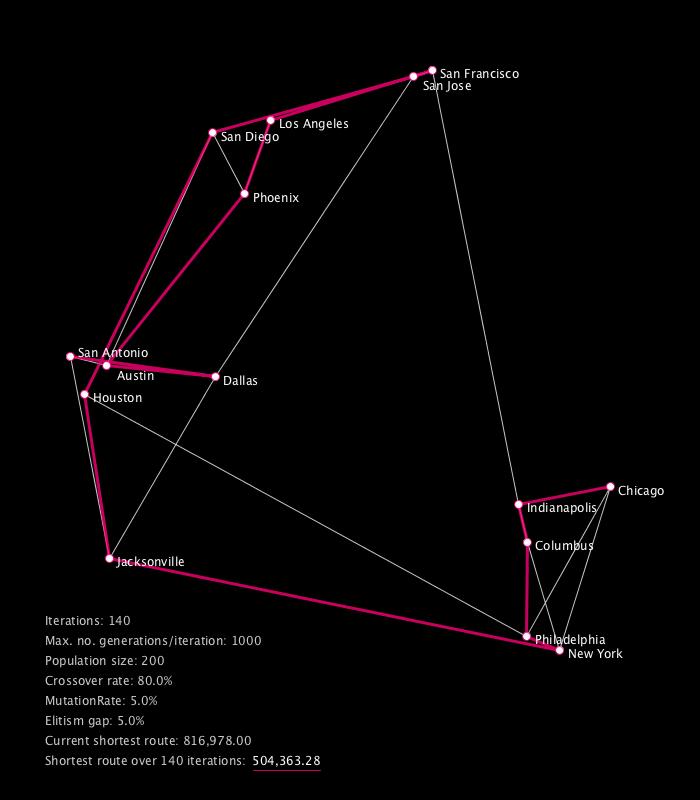 San Francisco
San Jose
Los Angeles
San Diego
Phoenix
San Antonio
Austin
Dallas
Houston
Chicago
Indianapolis
Columbus
Jacksonville
Philadelphia
New York
Iterations: 140
Max. no. generations/iteration: 1000
Population size: 200
Crossover rate: 80.0%
MutationRate: 5.0%
Elitism gap: 5.0%
Current shortest route: 816,978.00
Shortest route over 140 iterations: 504,363.28